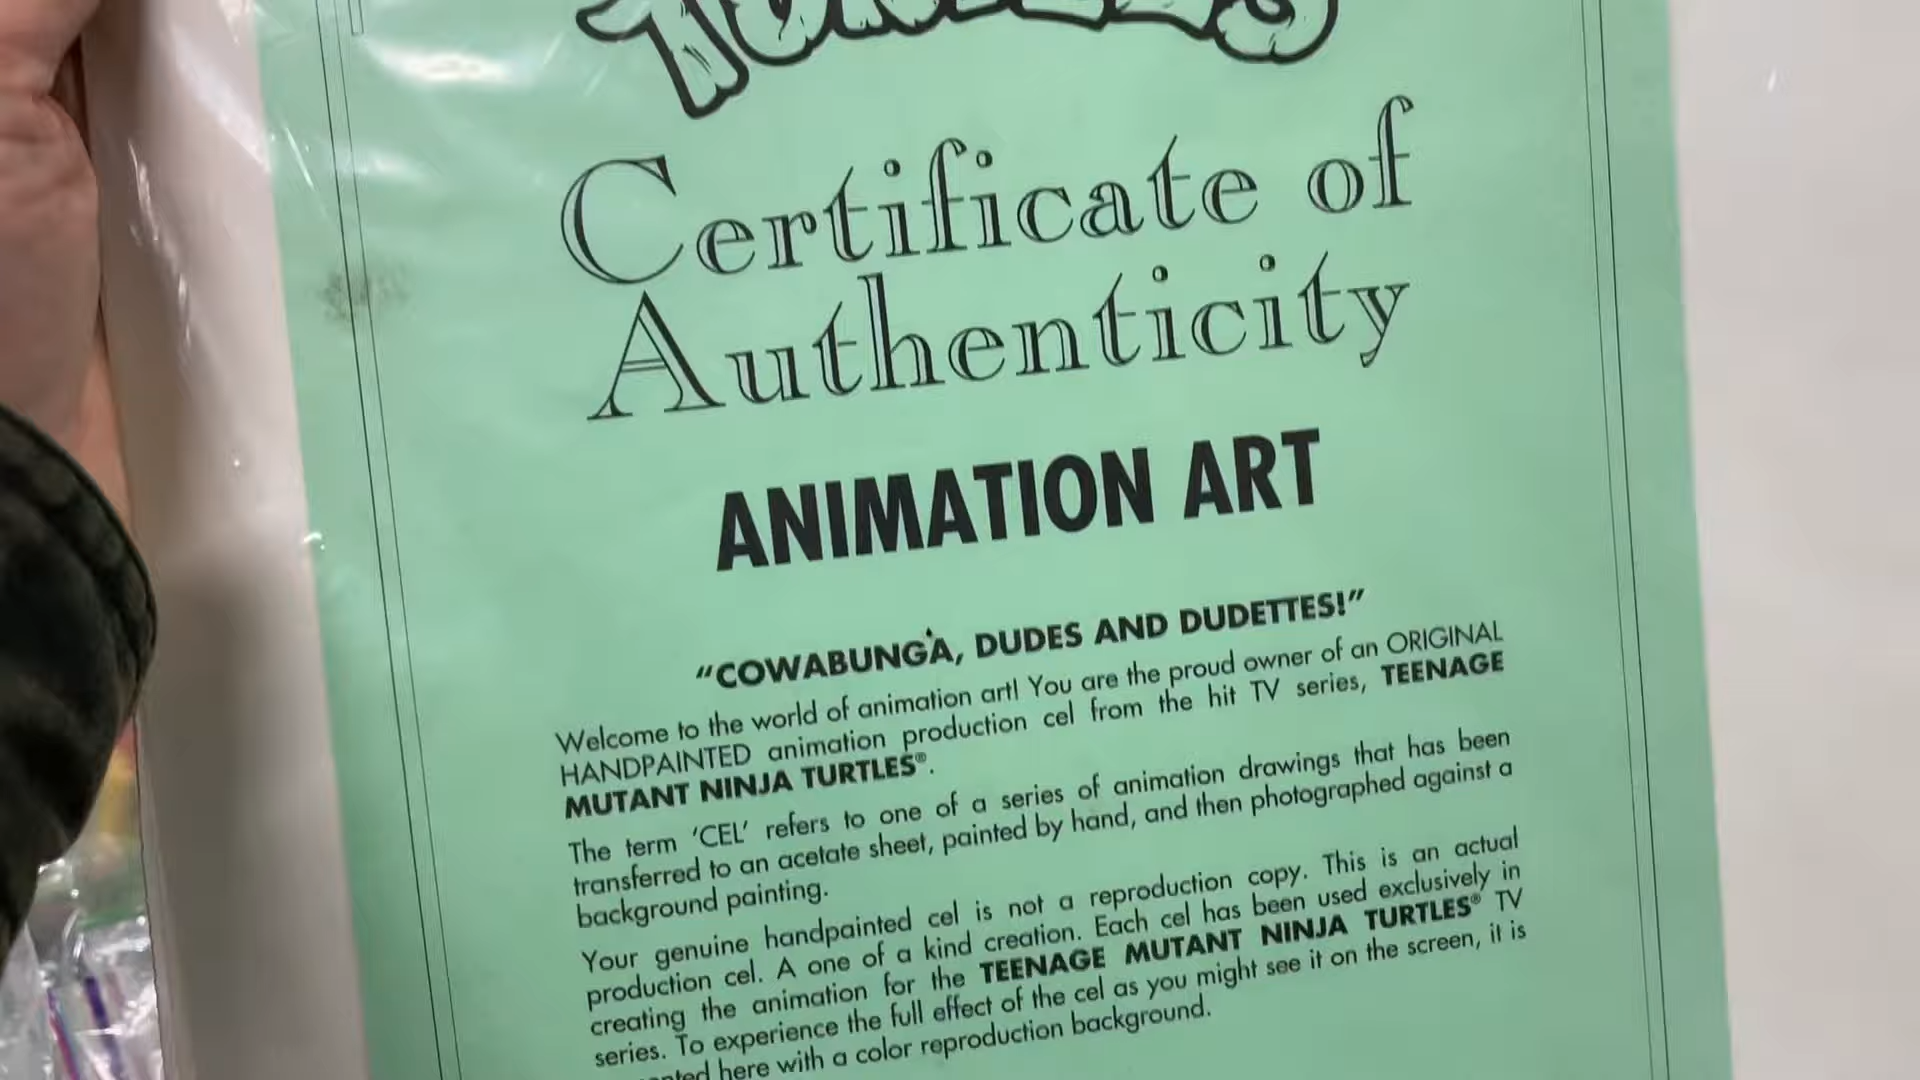 Certificate of
Authenticity
ANIMATION ART
“COWABUNGA, DUDES AND DUDETTES!”
Welcome to the world of animation art! You are the proud owner of an ORIGINAL
HANDPAINTED animation production cel from the hit TV series, TEENAGE
MUTANT NINJA TURTLES®.
The term ‘CEL’ refers to one of a series of animation drawings that has been
transferred to an acetate sheet, painted by hand, and then photographed against a
background painting.
Your genuine handpainted cel is not a reproduction copy. This is an actual
production cel. A one of a kind creation. Each cel has been used exclusively in
creating the animation for the TEENAGE MUTANT NINJA TURTLES® TV
series. To experience the full effect of the cel as you might see it on the screen, it is
here with a color reproduction background.